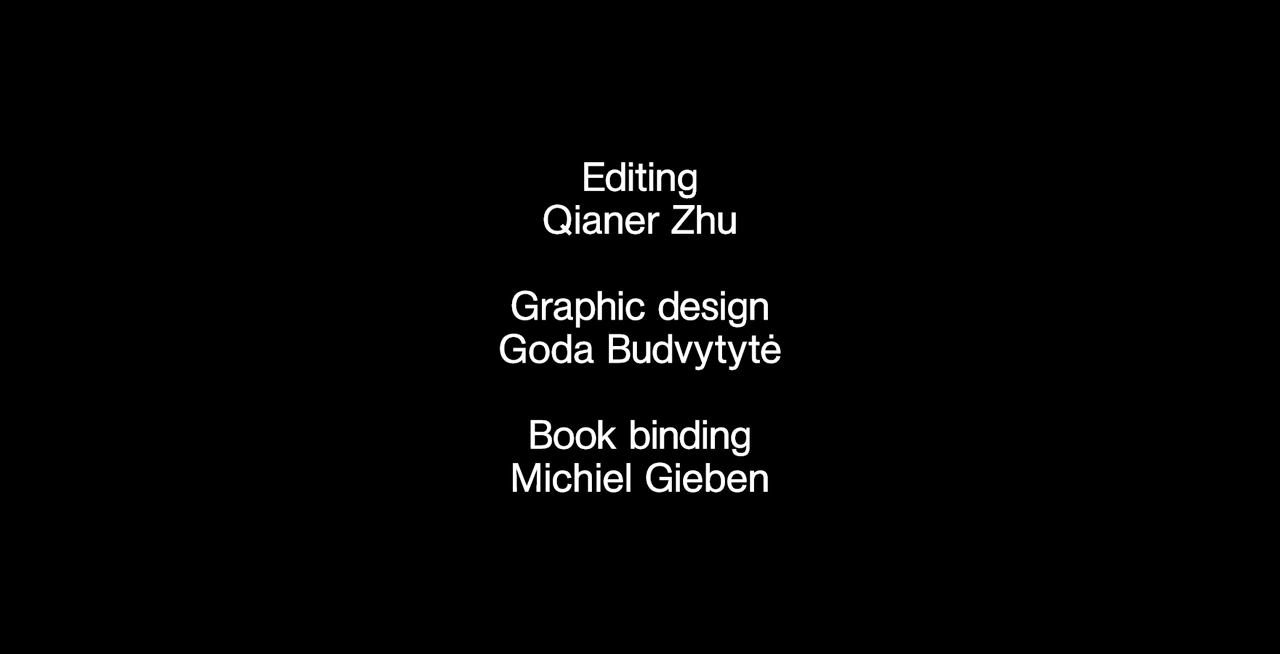 Editing
Qianer Zhu
Graphic design
Goda Budvytytė
Book binding
Michiel Gieben